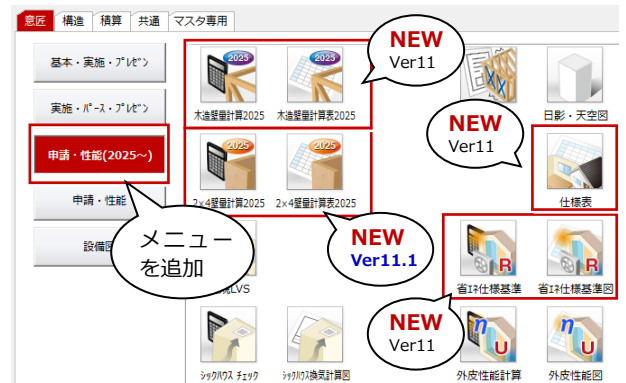 意匠 構造 積算 共通 マスタ専用
基本・実施・プレゼン
実施・パース・プレゼン
申請・性能(2025～)
申請・性能
設備図
メニュー
を追加
2025 2025
木造壁量計算2025 木造壁量計算表2025
NEW
Ver11
日影・天空図
2025 2025
2×4壁量計算2025 2×4壁量計算表2025
NEW
Ver11
仕様表
NEW
Ver11.1
LVS
R R
省エネ仕様基準 省エネ仕様基準図
NEW
Ver11
シックハウス チェック シックハウス換気計算図
η U η U
外皮性能計算 外皮性能図